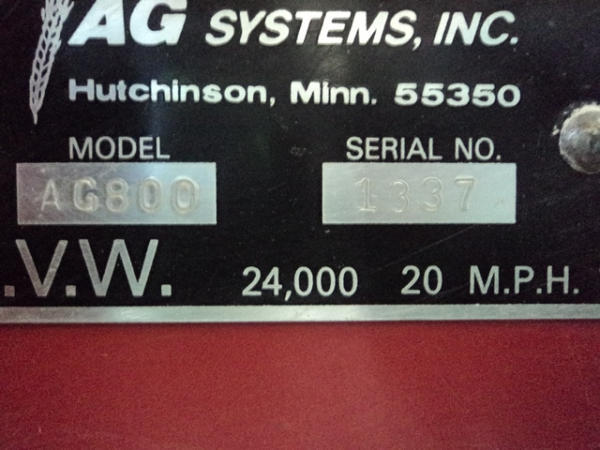 AG SYSTEMS, INC.
Hutchinson, Minn. 55350
MODEL SERIAL NO.
AG800 1337
.V.W. 24,000 20 M.P.H.